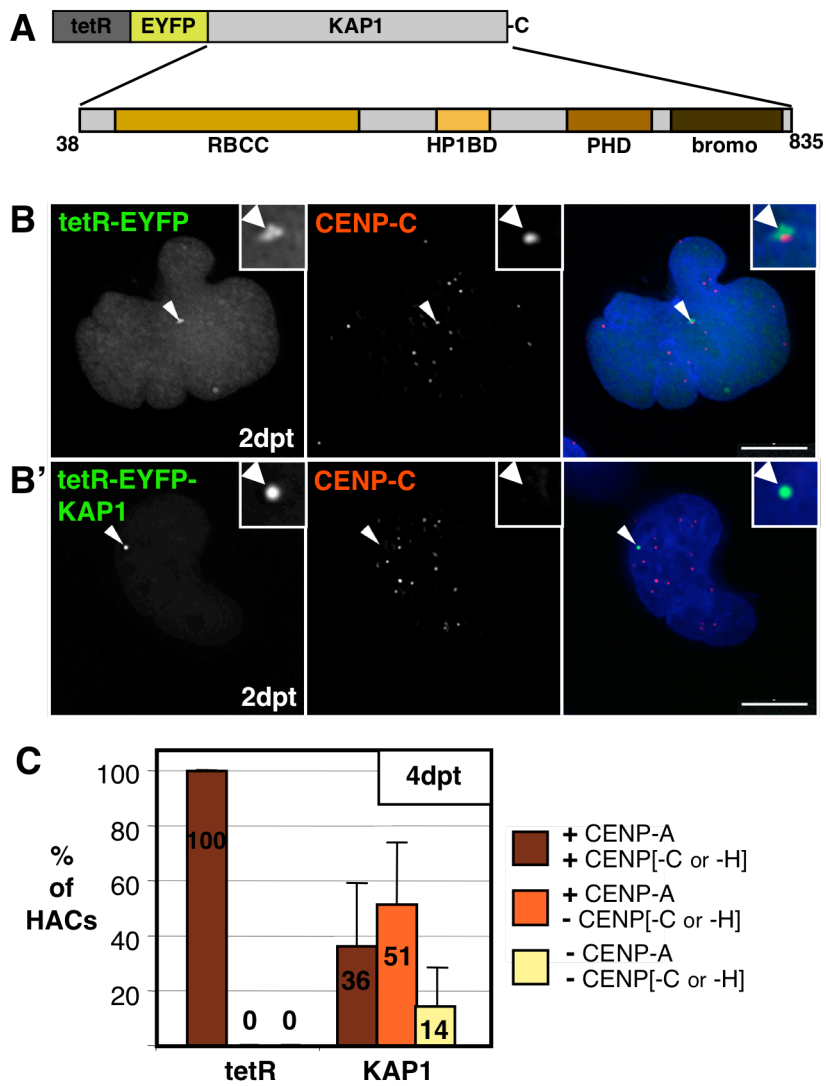 A
tetR EYFP KAP1 -C
38 RBCC HP1BD PHD bromo 835
B
tetR-EYFP CENP-C
2dpt
B’
tetR-EYFP- CENP-C
KAP1
2dpt
C
4dpt
100
80
60
40
20
%
of
HACs
100
0 0
36 51 14
tetR KAP1
+ CENP-A
+ CENP[-C or -H]
+ CENP-A
- CENP[-C or -H]
- CENP-A
- CENP[-C or -H]